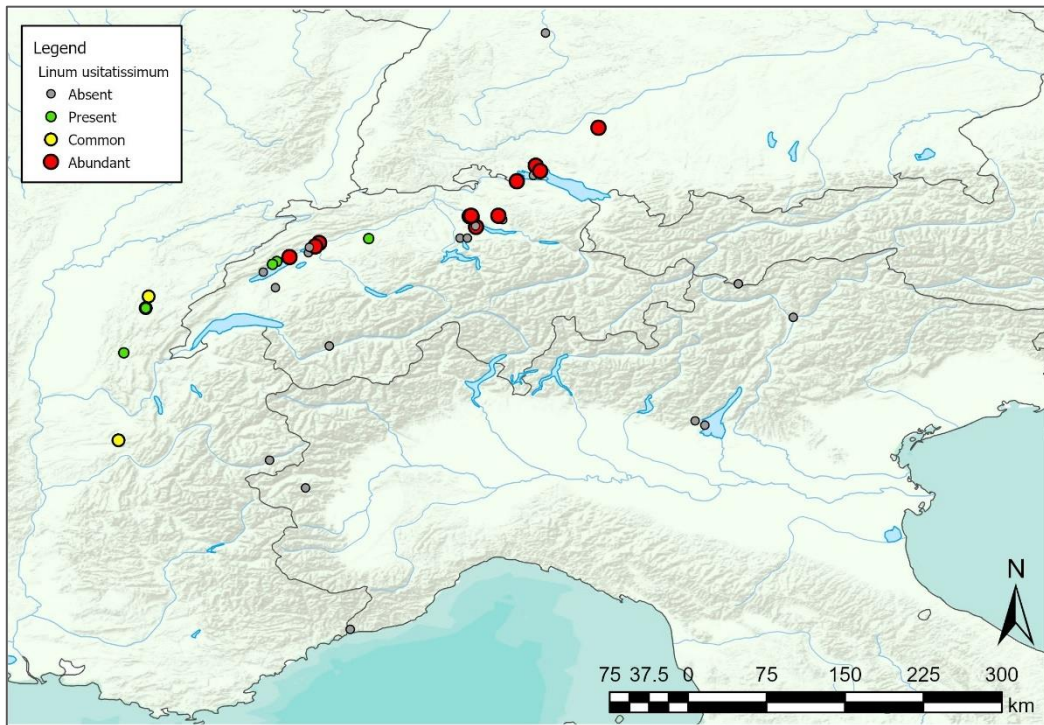 Legend
Linum usitatissimum
Absent
Present
Common
Abundant
N
75 37.5 0 75 150 225 300
km